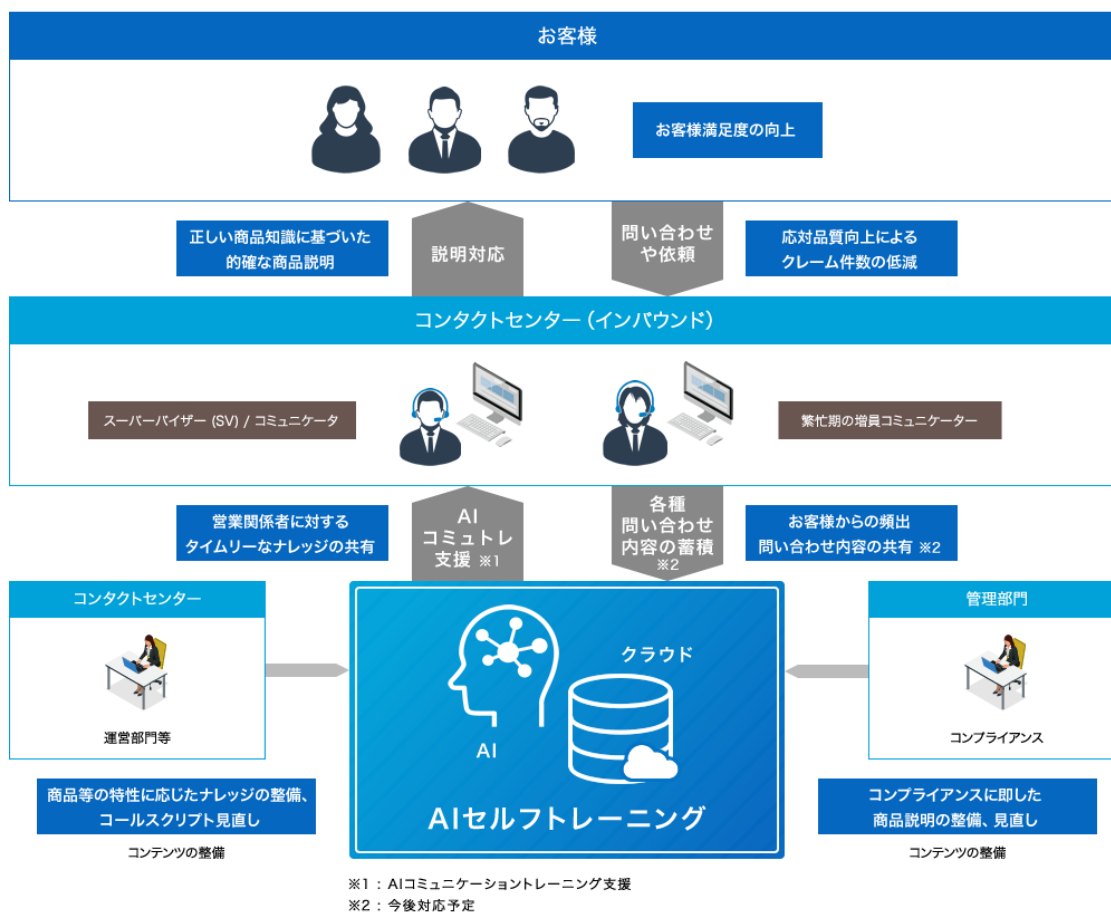 お客様
お客様満足度の向上
正しい商品知識に基づいた
的確な商品説明
説明対応
問い合わせ
や依頼
応対品質向上による
クレーム件数の低減
コンタクトセンター（インバウンド）
スーパーバイザー (SV) / コミュニケータ
繁忙期の増員コミュニケーター
営業関係者に対する
タイムリーなナレッジの共有
AI
コミュトレ
支援 ※1
各種
問い合わせ
内容の蓄積
※2
お客様からの頻出
問い合わせ内容の共有 ※2
コンタクトセンター
運営部門等
商品等の特性に応じたナレッジの整備、
コールスクリプト見直し
コンテンツの整備
クラウド
AI
AIセルフトレーニング
管理部門
コンプライアンス
コンプライアンスに即した
商品説明の整備、見直し
コンテンツの整備
※1 : AIコミュニケーショントレーニング支援
※2 : 今後対応予定